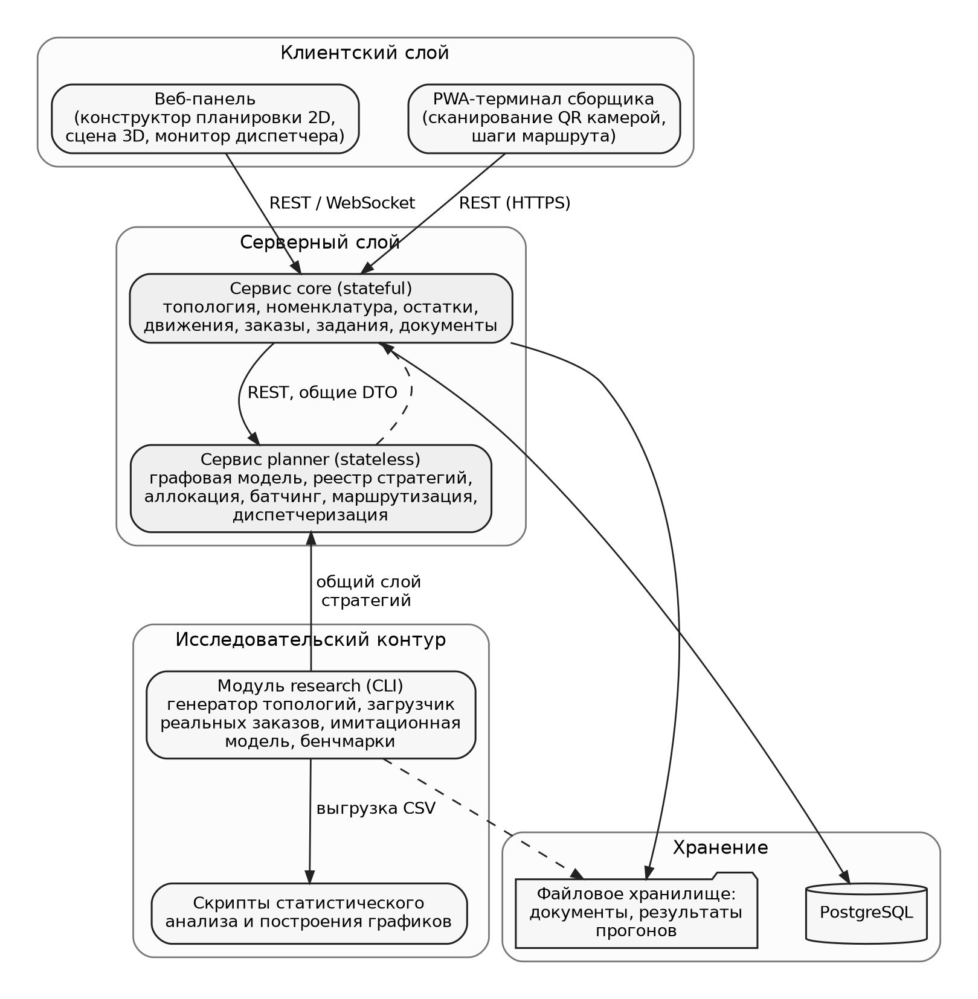 Клиентский слой
Веб-панель
(конструктор планировки 2D,
сцена 3D, монитор диспетчера)
PWA-терминал сборщика
(сканирование QR камерой,
шаги маршрута)
REST / WebSocket
REST (HTTPS)
Серверный слой
Сервис core (stateful)
топология, номенклатура, остатки,
движения, заказы, задания, документы
REST, общие DTO
Сервис planner (stateless)
графовая модель, реестр стратегий,
аллокация, батчинг, маршрутизация,
диспетчеризация
общий слой
стратегий
Исследовательский контур
Модуль research (CLI)
генератор топологий, загрузчик
реальных заказов, имитационная
модель, бенчмарки
выгрузка CSV
Скрипты статистического
анализа и построения графиков
Хранение
Файловое хранилище:
документы, результаты
прогонов
PostgreSQL